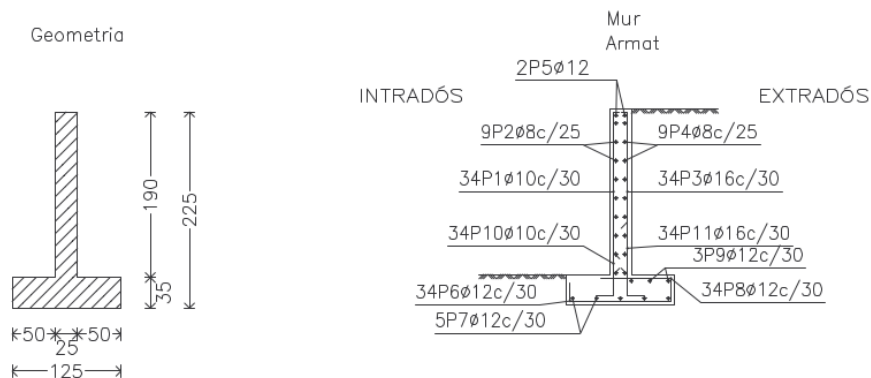 Geometria
190
225
35
50
50
25
125
Mur
Armat
2P5ø12
INTRADÓS
EXTRADÓS
9P2ø8c/25
9P4ø8c/25
34P1ø10c/30
34P3ø16c/30
34P10ø10c/30
34P11ø16c/30
3P9ø12c/30
34P6ø12c/30
34P8ø12c/30
5P7ø12c/30